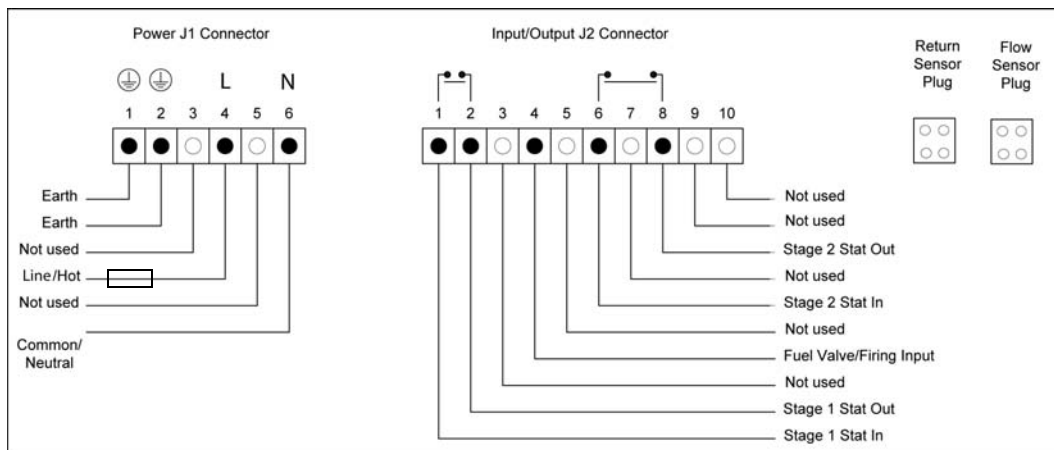 Power J1 Connector
Input/Output J2 Connector
Return Sensor Plug
Flow Sensor Plug
L N
1 2 3 4 5 6
1 2 3 4 5 6 7 8 9 10
Earth
Earth
Not used
Line/Hot
Not used
Common/
Neutral
Not used
Not used
Stage 2 Stat Out
Not used
Stage 2 Stat In
Not used
Fuel Valve/Firing Input
Not used
Stage 1 Stat Out
Stage 1 Stat In